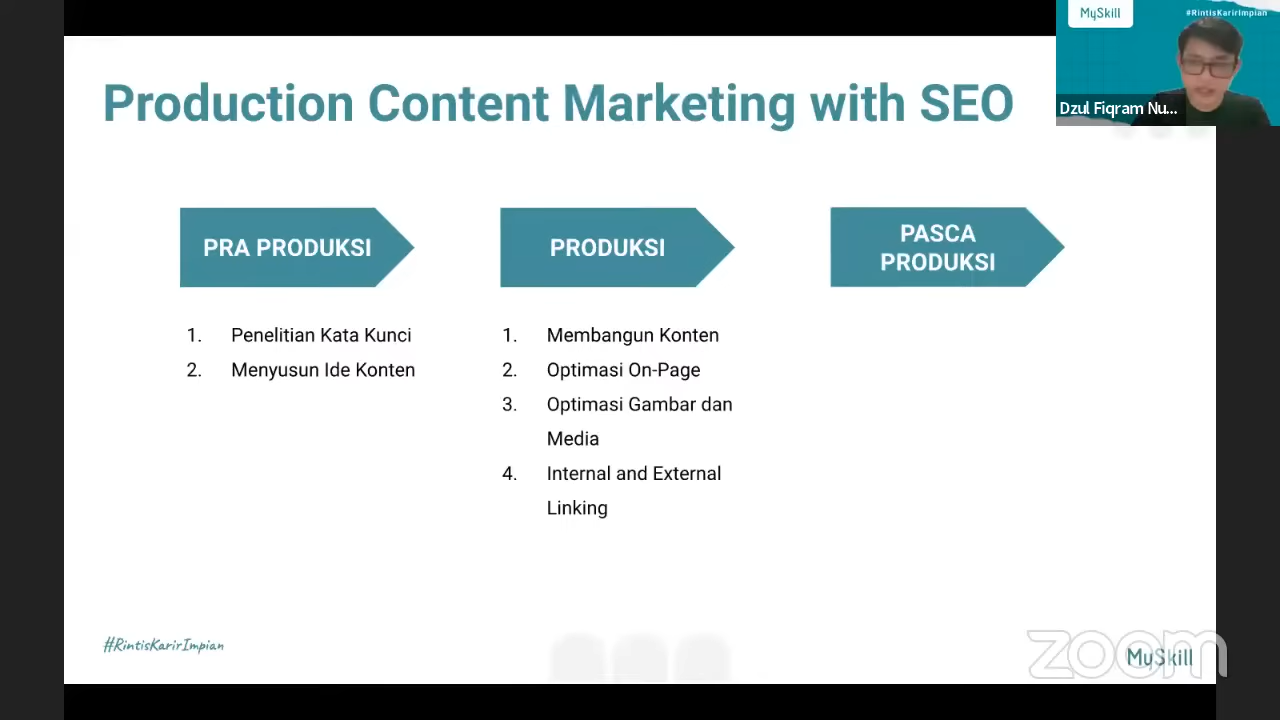 MySkill
#RintisKarirImpian
Dzul Fiqram Nu...
Production Content Marketing with SEO
PRA PRODUKSI
1. Penelitian Kata Kunci
2. Menyusun Ide Konten
PRODUKSI
1. Membangun Konten
2. Optimasi On-Page
3. Optimasi Gambar dan
Media
4. Internal and External
Linking
PASCA
PRODUKSI
#RintisKarirImpian
zoom
MySkill